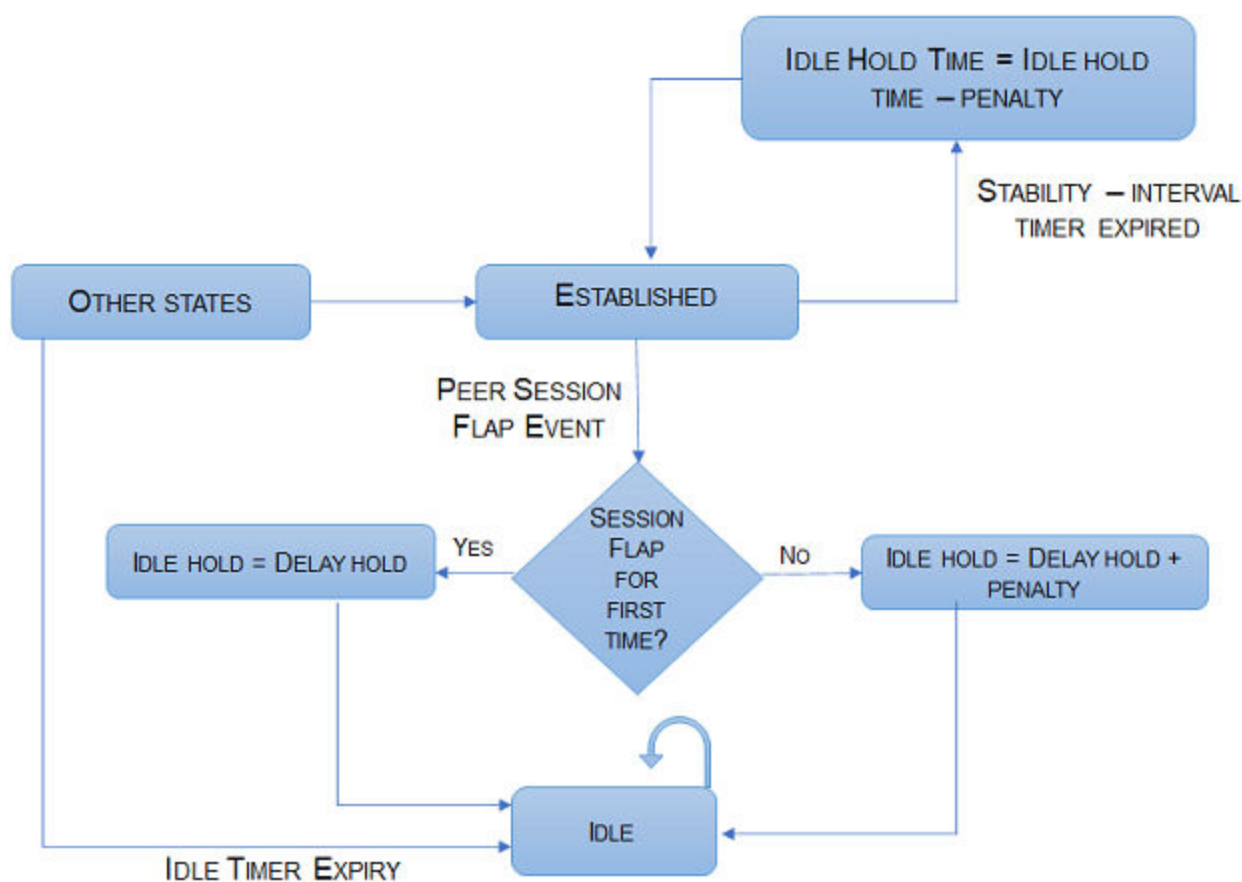 IDLE HOLD TIME = IDLE HOLD
TIME – PENALTY
STABILITY – INTERVAL
TIMER EXPIRED
OTHER STATES
ESTABLISHED
PEER SESSION
FLAP EVENT
SESSION
FLAP
FOR
FIRST
TIME?
YES
NO
IDLE HOLD = DELAY HOLD
IDLE HOLD = DELAY HOLD +
PENALTY
IDLE
IDLE TIMER EXPIRY